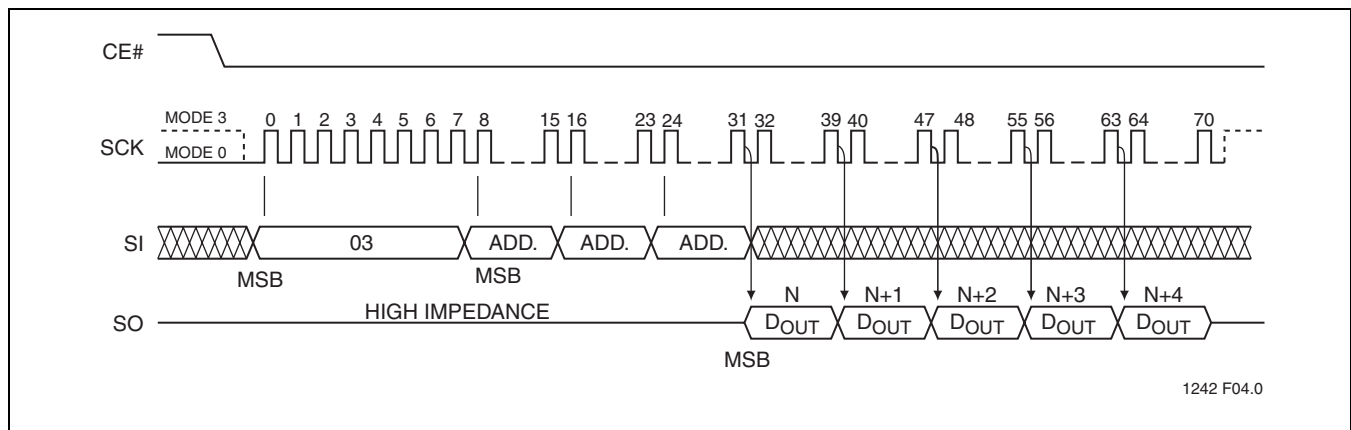 CE#
MODE 3
0 1 2 3 4 5 6 7 8 15 16 23 24 31 32 39 40 47 48 55 56 63 64 70
SCK
MODE 0
SI
03 ADD. ADD. ADD.
MSB MSB
HIGH IMPEDANCE
N N+1 N+2 N+3 N+4
SO
DOUT DOUT DOUT DOUT DOUT
MSB
1242 F04.0